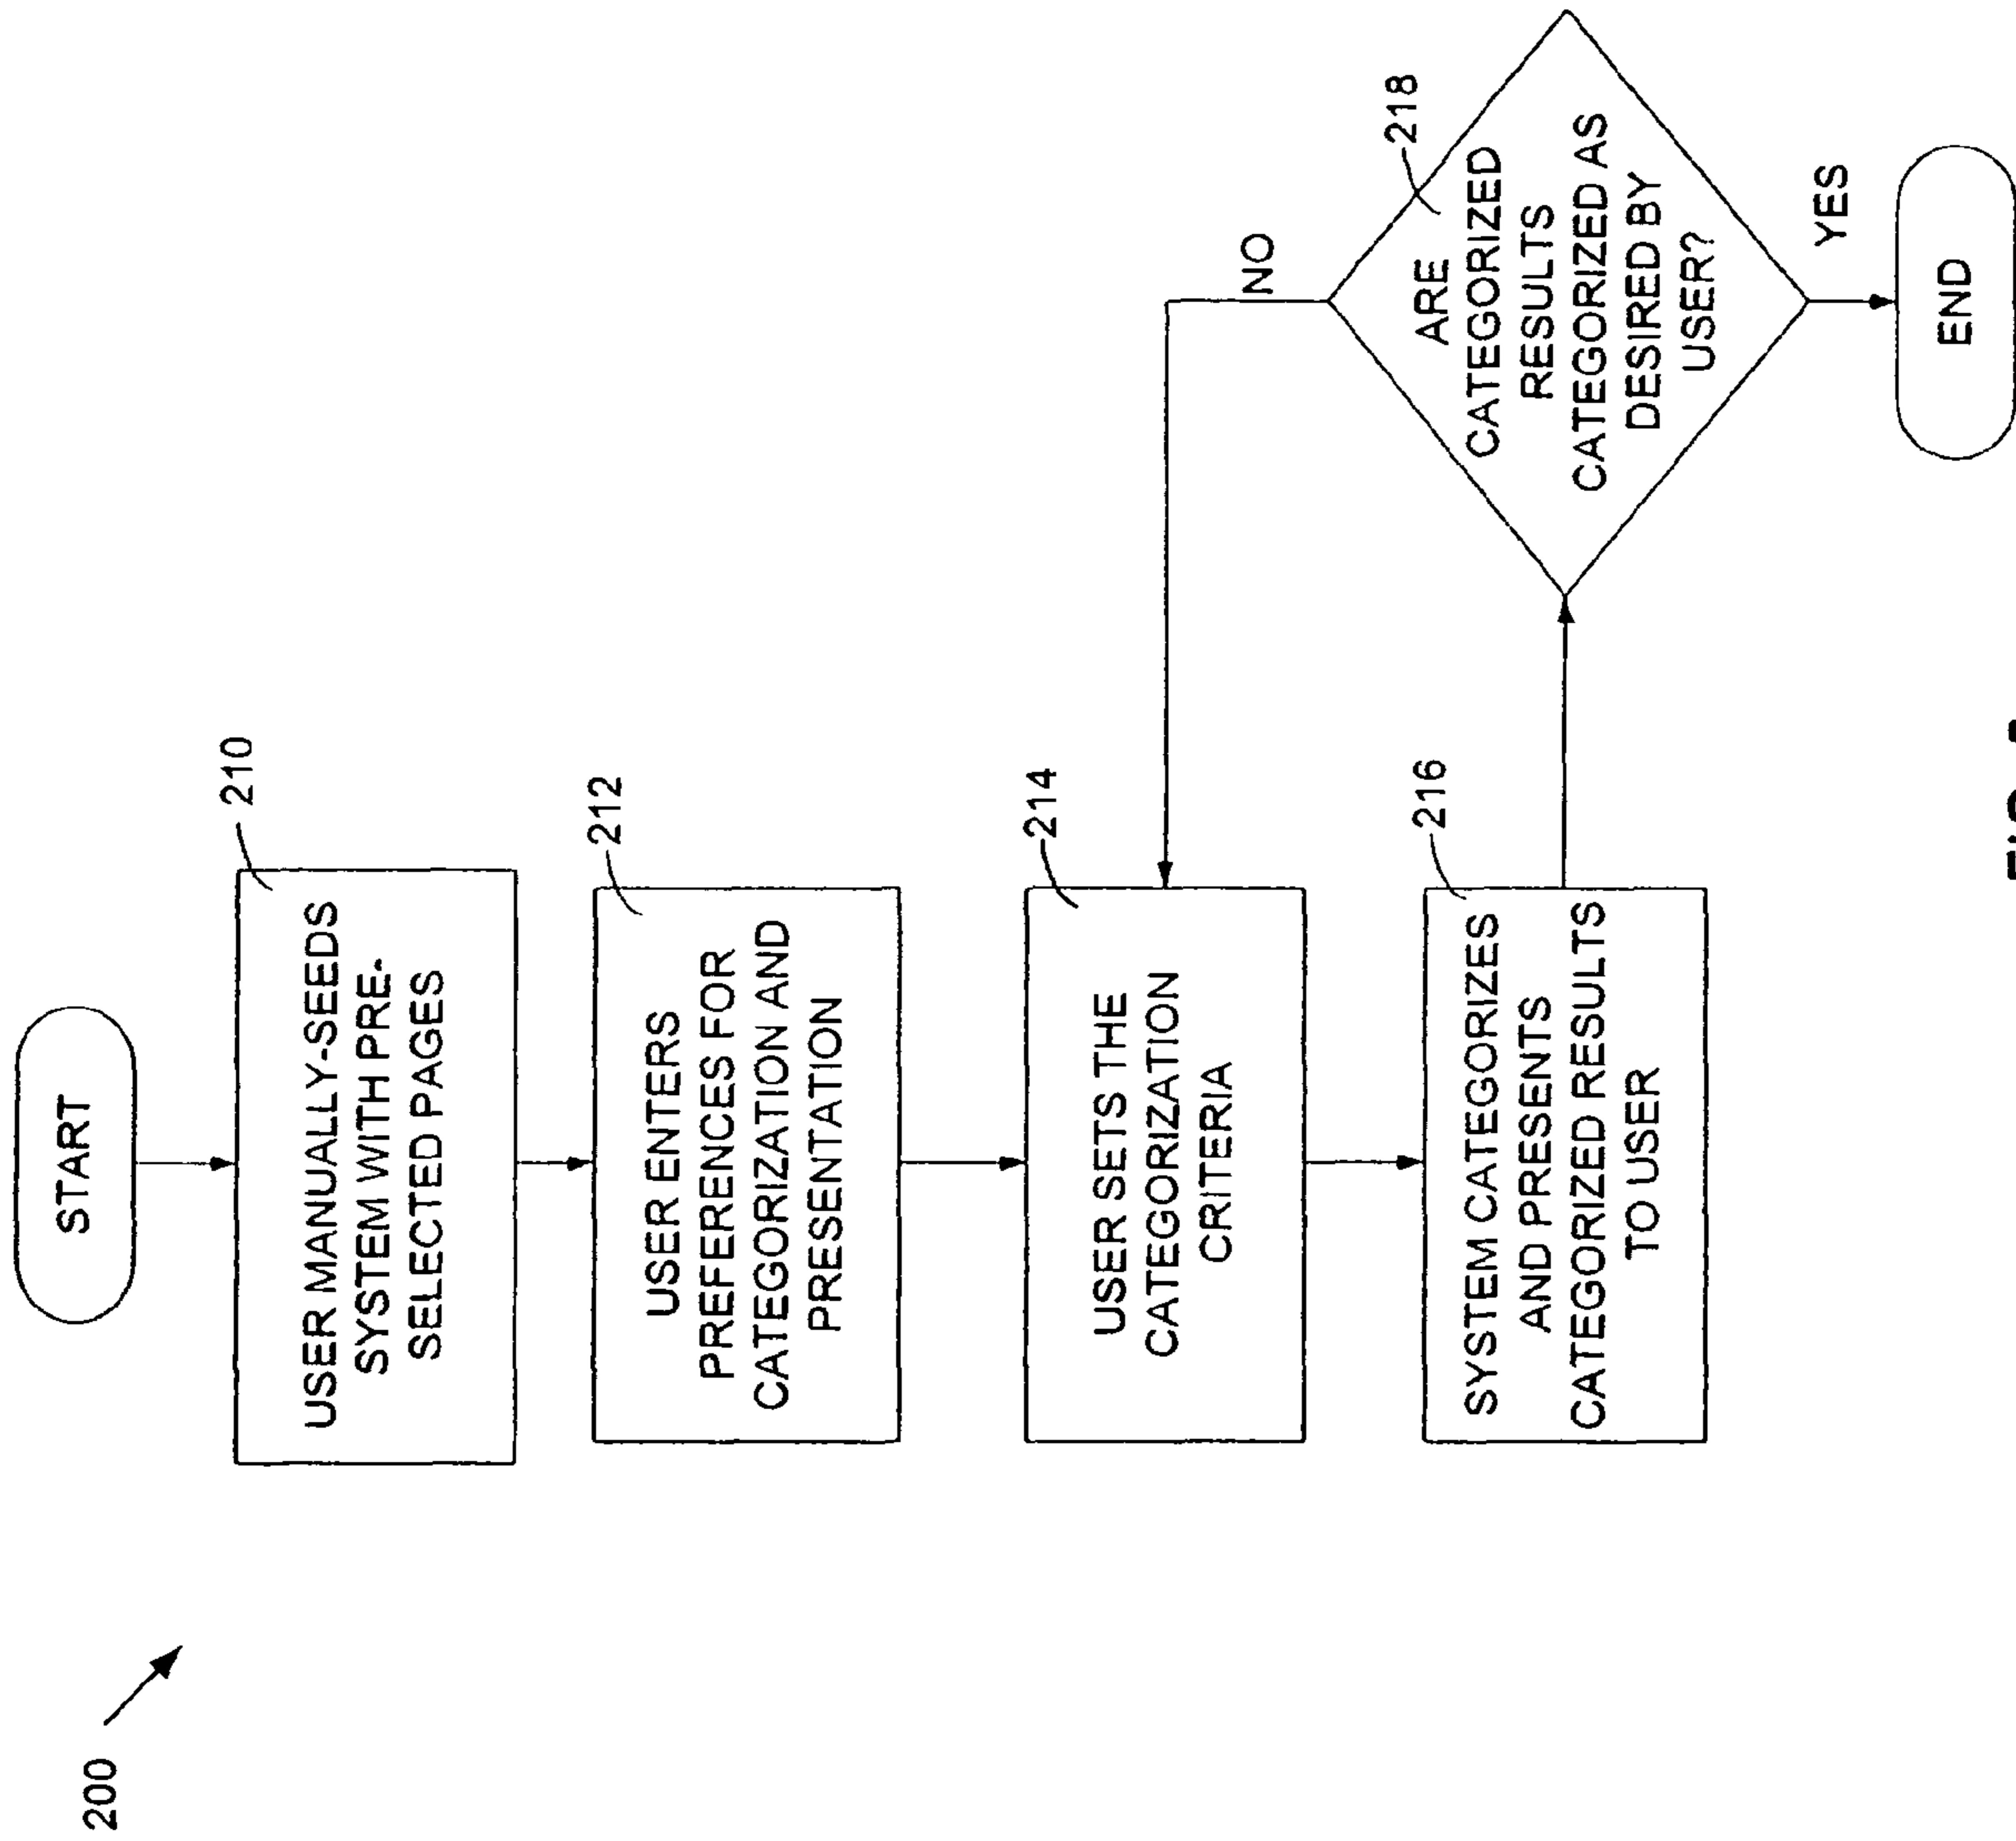 200
START
210
USER MANUALLY-SEEDS
SYSTEM WITH PRE-
SELECTED PAGES
212
USER ENTERS
PREFERENCES FOR
CATEGORIZATION AND
PRESENTATION
214
USER SETS THE
CATEGORIZATION
CRITERIA
216
SYSTEM CATEGORIZES
AND PRESENTS
CATEGORIZED RESULTS
TO USER
218
ARE
CATEGORIZED
RESULTS
CATEGORIZED AS
DESIRED BY
USER?
NO
YES
END